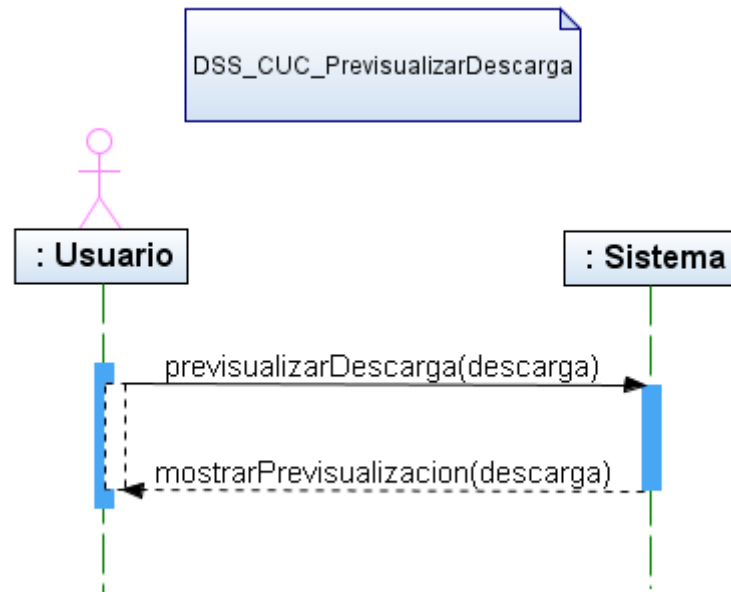 DSS_CUC_PrevisualizarDescarga
: Usuario
: Sistema
previsualizarDescarga(descarga)
mostrarPrevisualizacion(descarga)